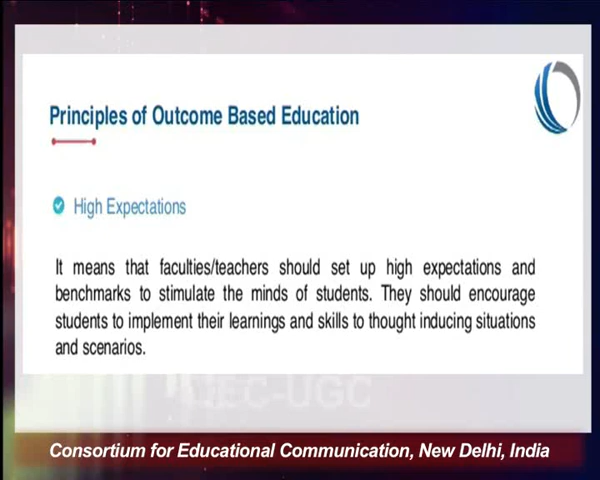 Principles of Outcome Based Education
High Expectations
It means that faculties/teachers should set up high expectations and
benchmarks to stimulate the minds of students. They should encourage
students to implement their learnings and skills to thought inducing situations
and scenarios.
CEC-UGC
Consortium for Educational Communication, New Delhi, India